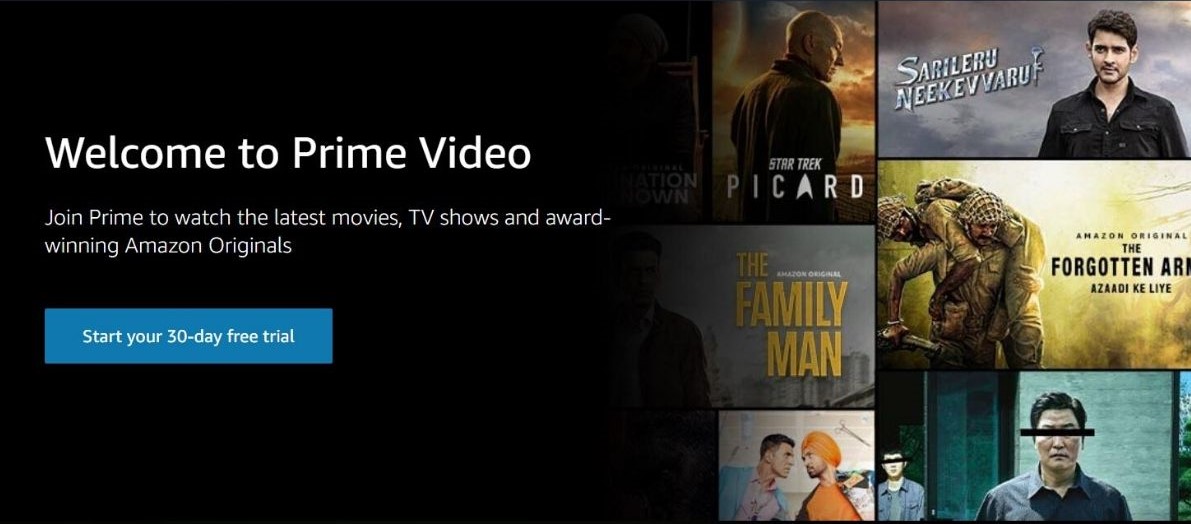 Welcome to Prime Video
Join Prime to watch the latest movies, TV shows and award-
winning Amazon Originals
Start your 30-day free trial
NATION
STAR TREK
PICARD
SARILERU
NEEKEVVARU
AMAZON ORIGINAL
THE
FORGOTTEN ARM
AZAADI KE LIYE
THE
AMAZON ORIGINAL
FAMILY
MAN